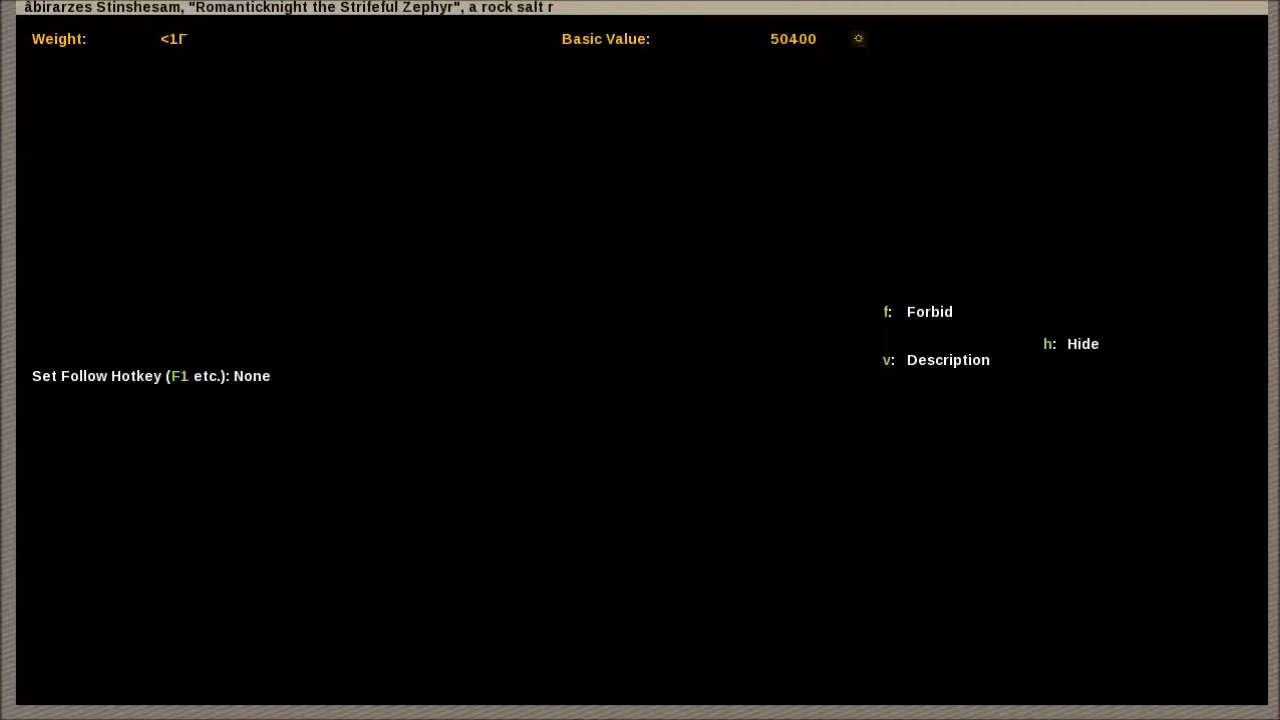 âbirarzes Stinshesam, "Romanticknight the Strifeful Zephyr", a rock salt r
Weight: <1Γ Basic Value: 50400 ☼
f: Forbid
h: Hide
v: Description
Set Follow Hotkey (F1 etc.): None